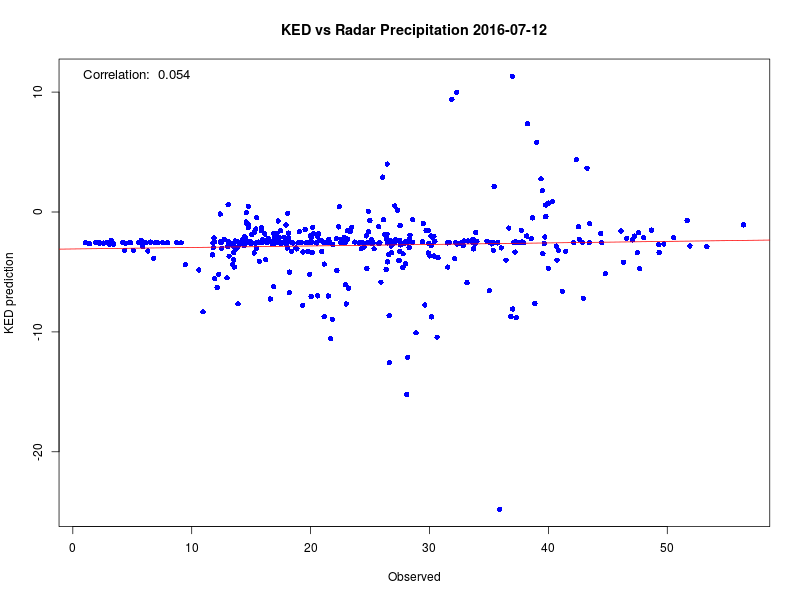 KED vs Radar Precipitation 2016-07-12
Correlation: 0.054
10
0
-10
-20
KED prediction
0 10 20 30 40 50
Observed